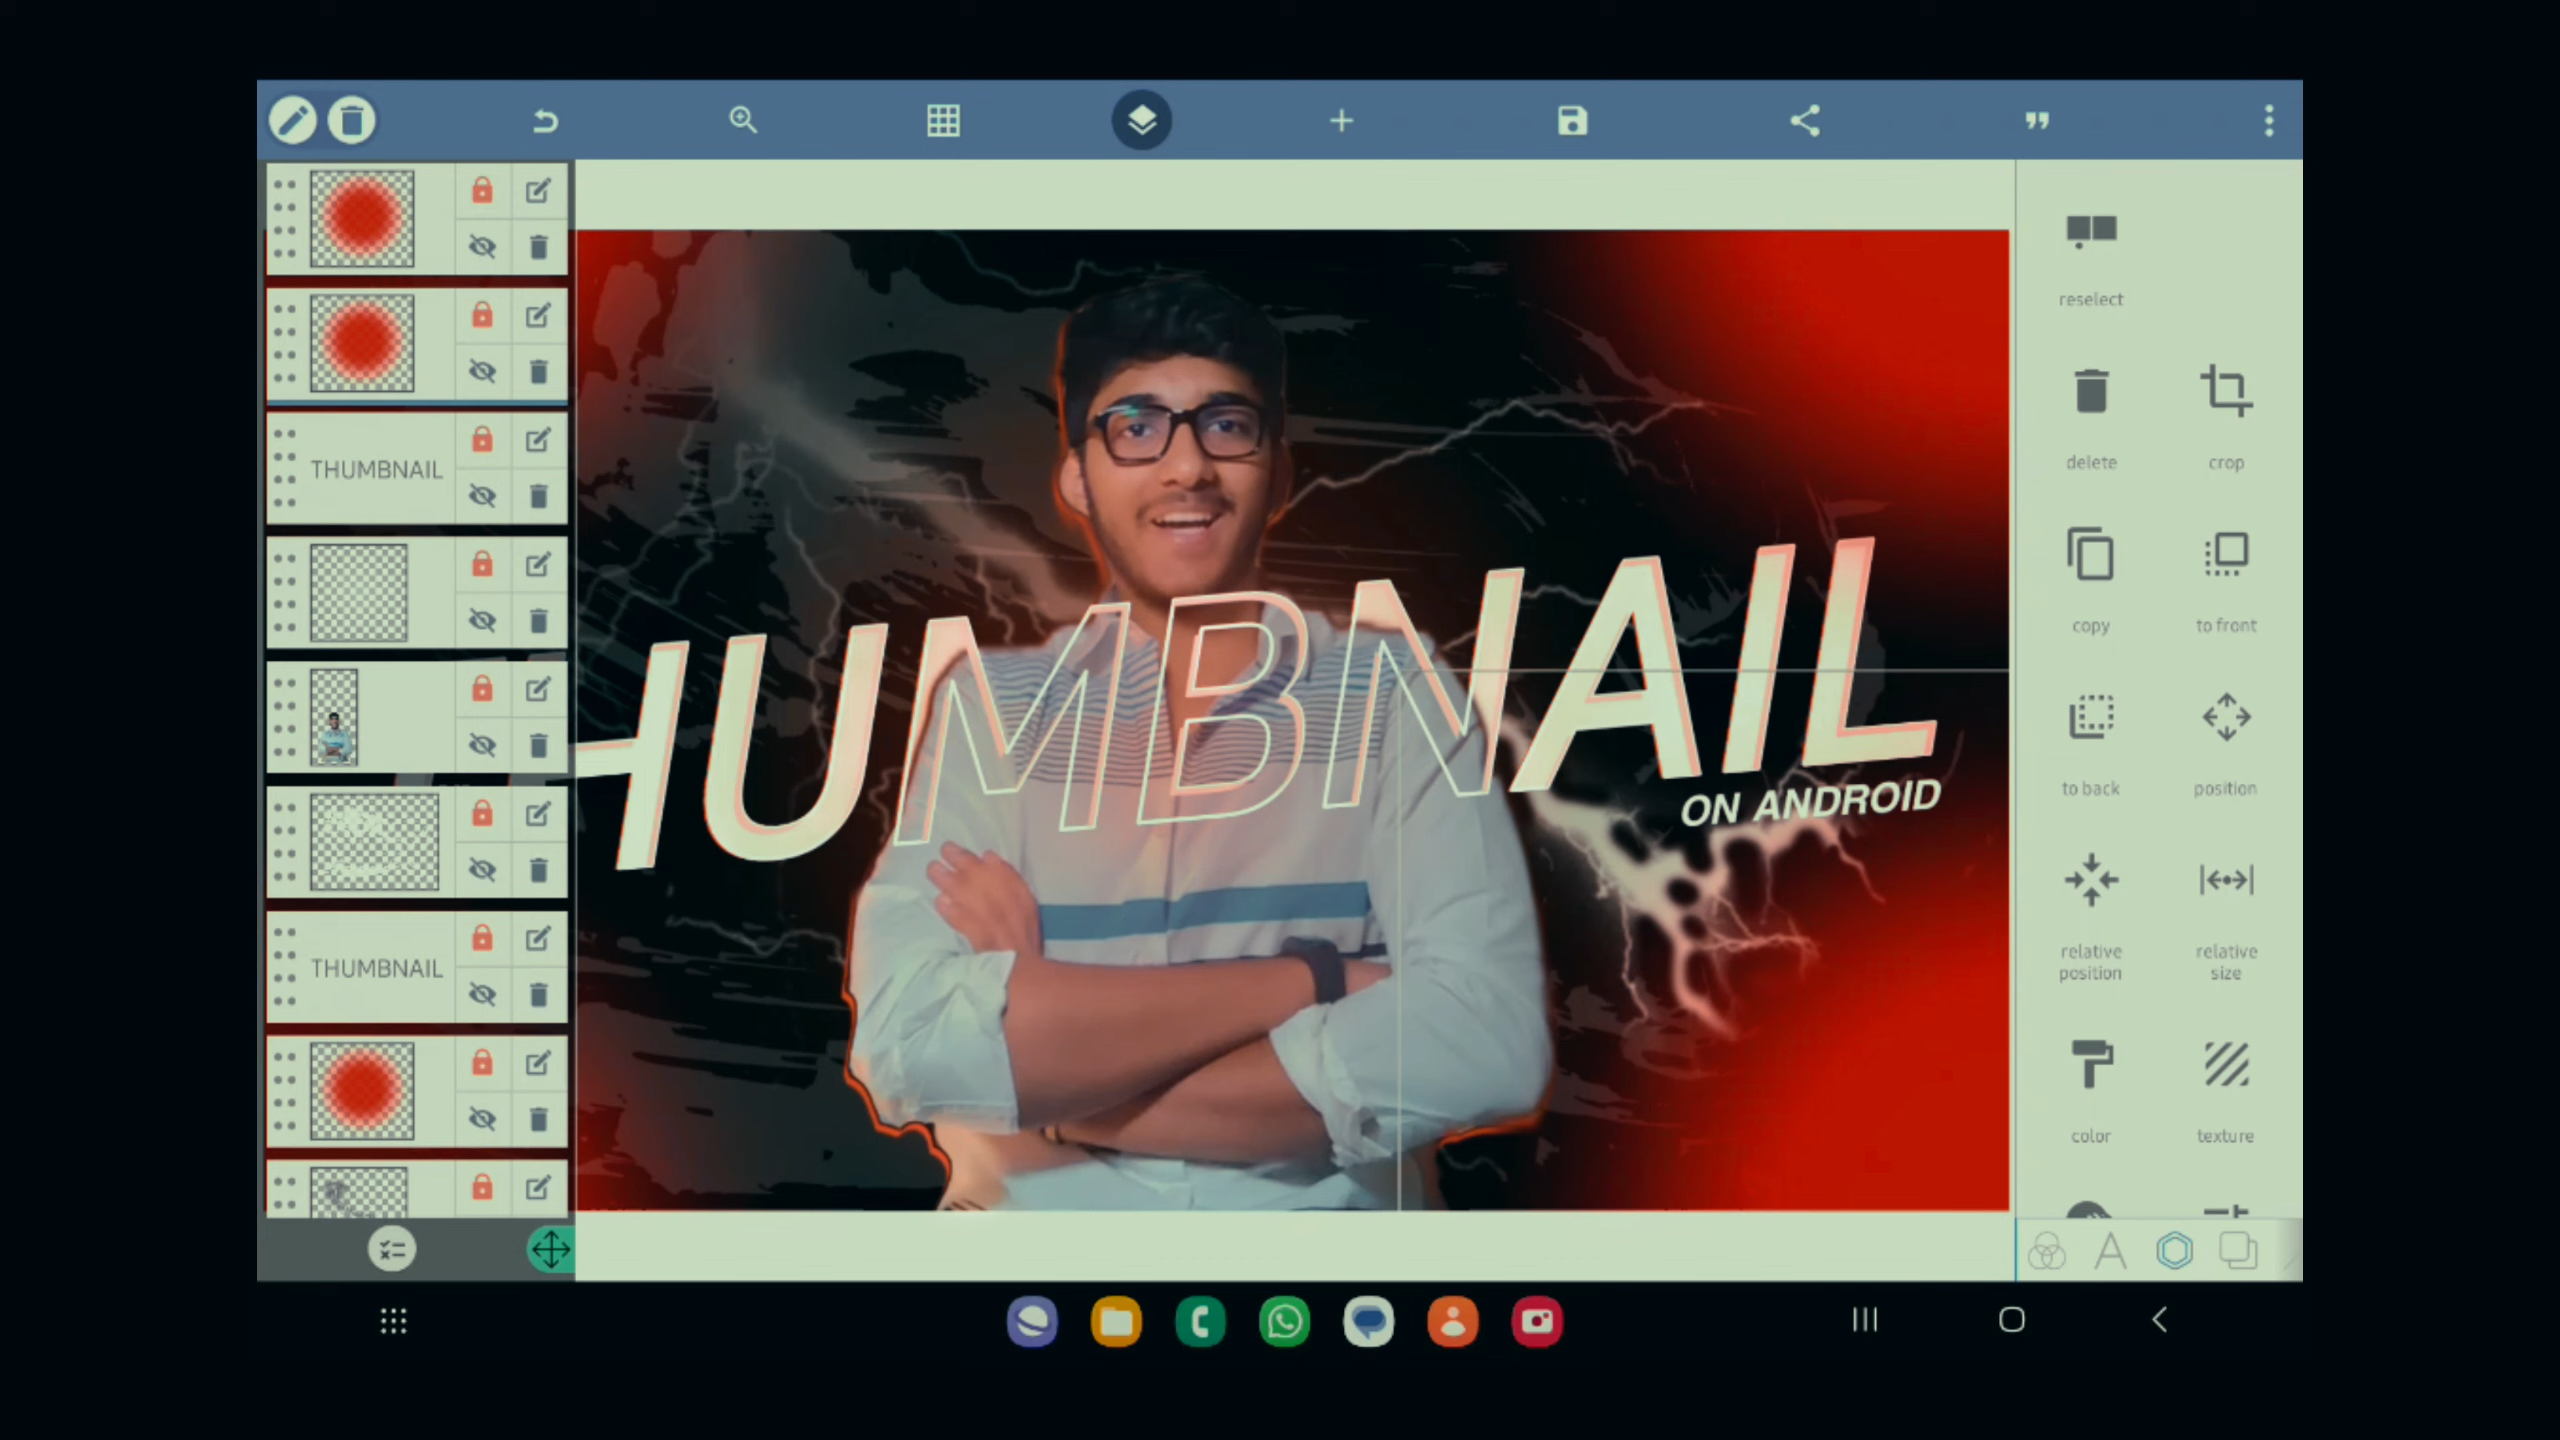 THUMBNAIL
THUMBNAIL
HUMBNAIL
ON ANDROID
reselect
delete
crop
copy
to front
to back
position
relative
position
relative
size
color
texture